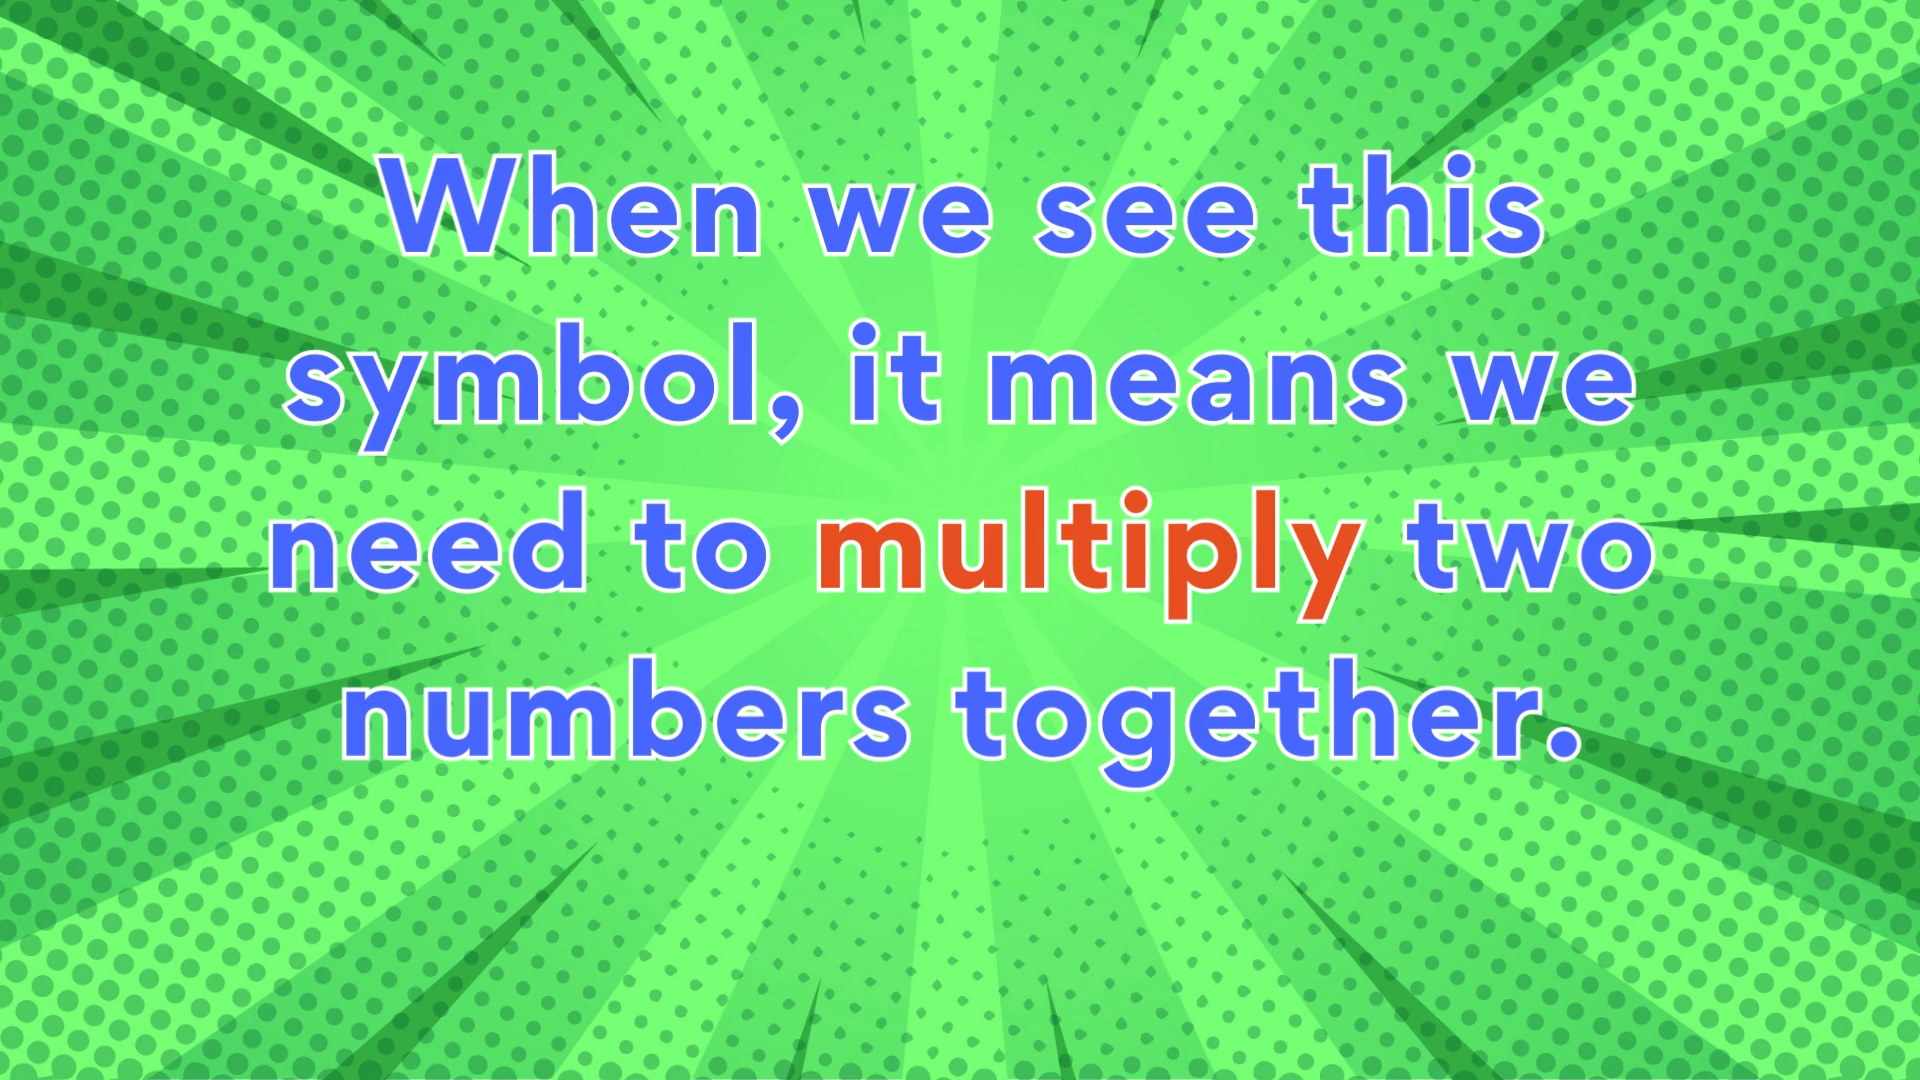 When we see this
symbol, it means we
need to multiply two
numbers together.